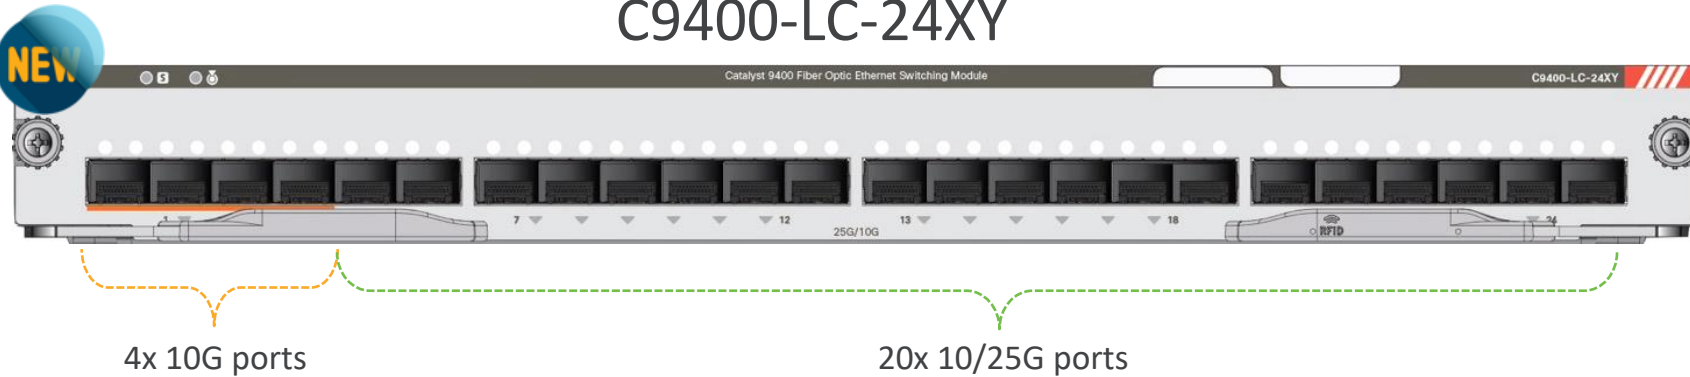 C9400-LC-24XY
NEW
S
Catalyst 9400 Fiber Optic Ethernet Switching Module
C9400-LC-24XY
1
7
12
13
18
24
25G/10G
RFID
4x 10G ports
20x 10/25G ports